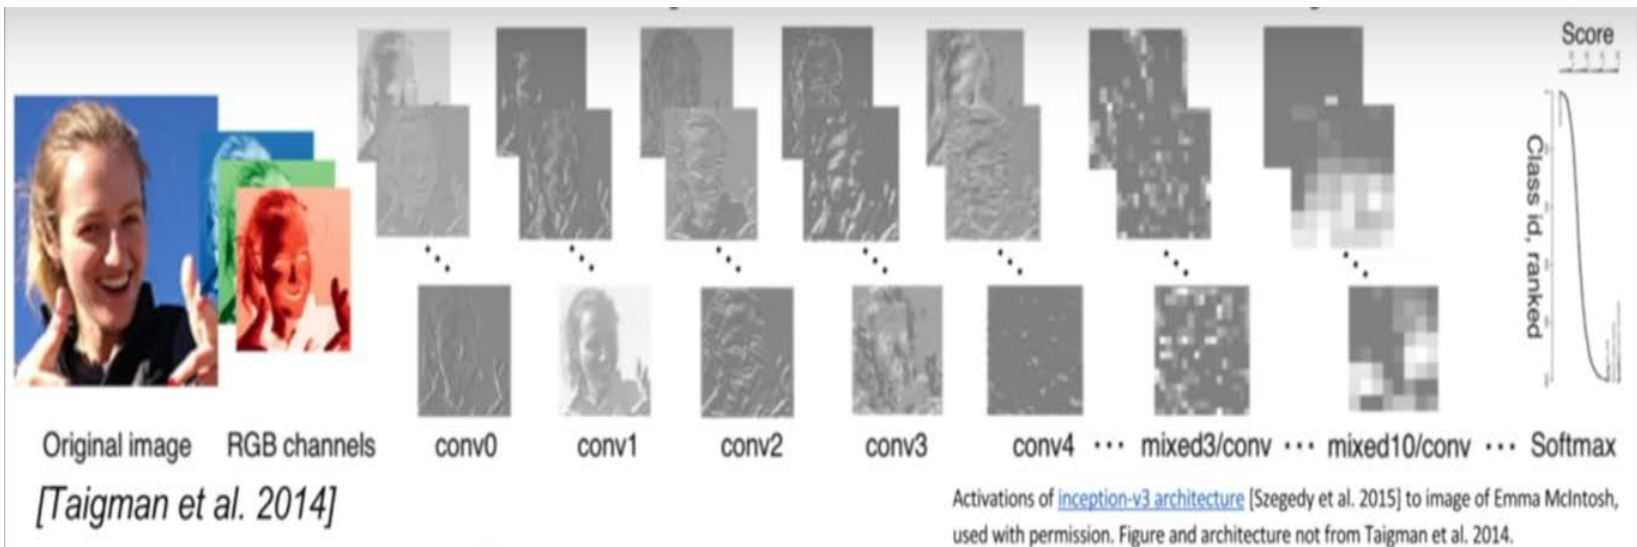 Score
Class id, ranked
Original image RGB channels conv0 conv1 conv2 conv3 conv4 ··· mixed3/conv ··· mixed10/conv ··· Softmax
[Taigman et al. 2014]
Activations of inception-v3 architecture [Szegedy et al. 2015] to image of Emma McIntosh,
used with permission. Figure and architecture not from Taigman et al. 2014.